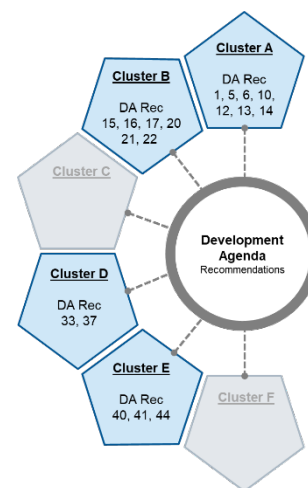 Cluster A
DA Rec
1, 5, 6, 10,
12, 13, 14
Cluster B
DA Rec
15, 16, 17, 20
21, 22
Cluster C
Development
Agenda
Recommendations
Cluster D
DA Rec
33, 37
Cluster E
DA Rec
40, 41, 44
Cluster F